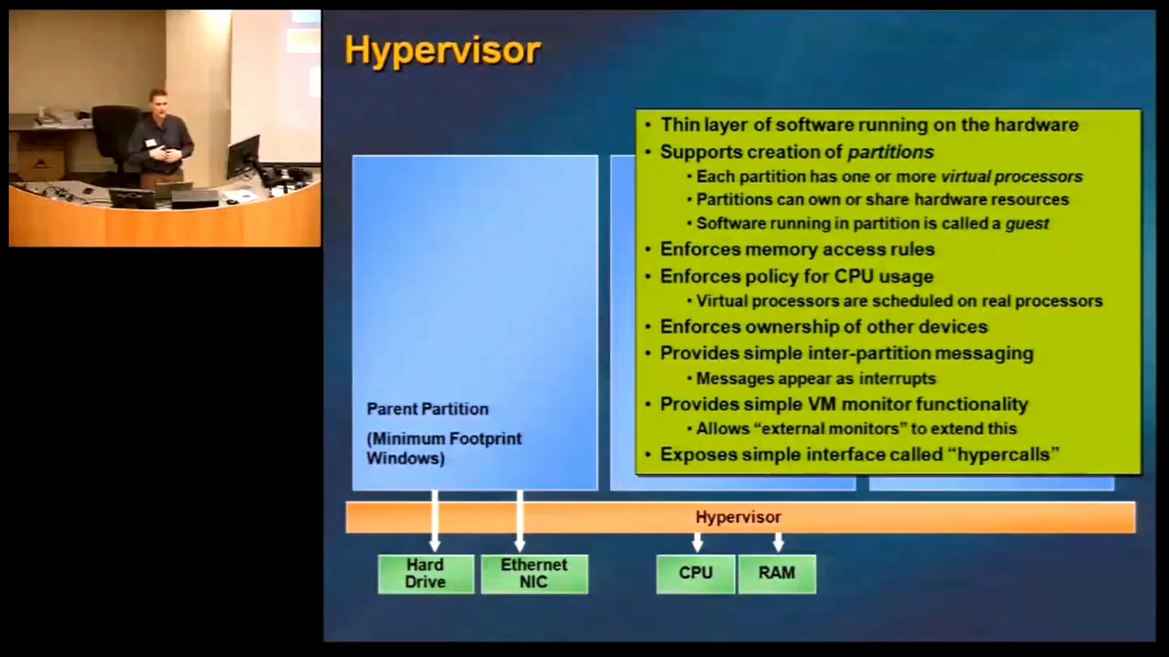 Hypervisor
• Thin layer of software running on the hardware
• Supports creation of partitions
• Each partition has one or more virtual processors
• Partitions can own or share hardware resources
• Software running in partition is called a guest
• Enforces memory access rules
• Enforces policy for CPU usage
• Virtual processors are scheduled on real processors
• Enforces ownership of other devices
• Provides simple inter-partition messaging
• Messages appear as interrupts
• Provides simple VM monitor functionality
• Allows “external monitors” to extend this
• Exposes simple interface called “hypercalls”
Parent Partition
(Minimum Footprint
Windows)
Hypervisor
Hard
Drive
Ethernet
NIC
CPU
RAM